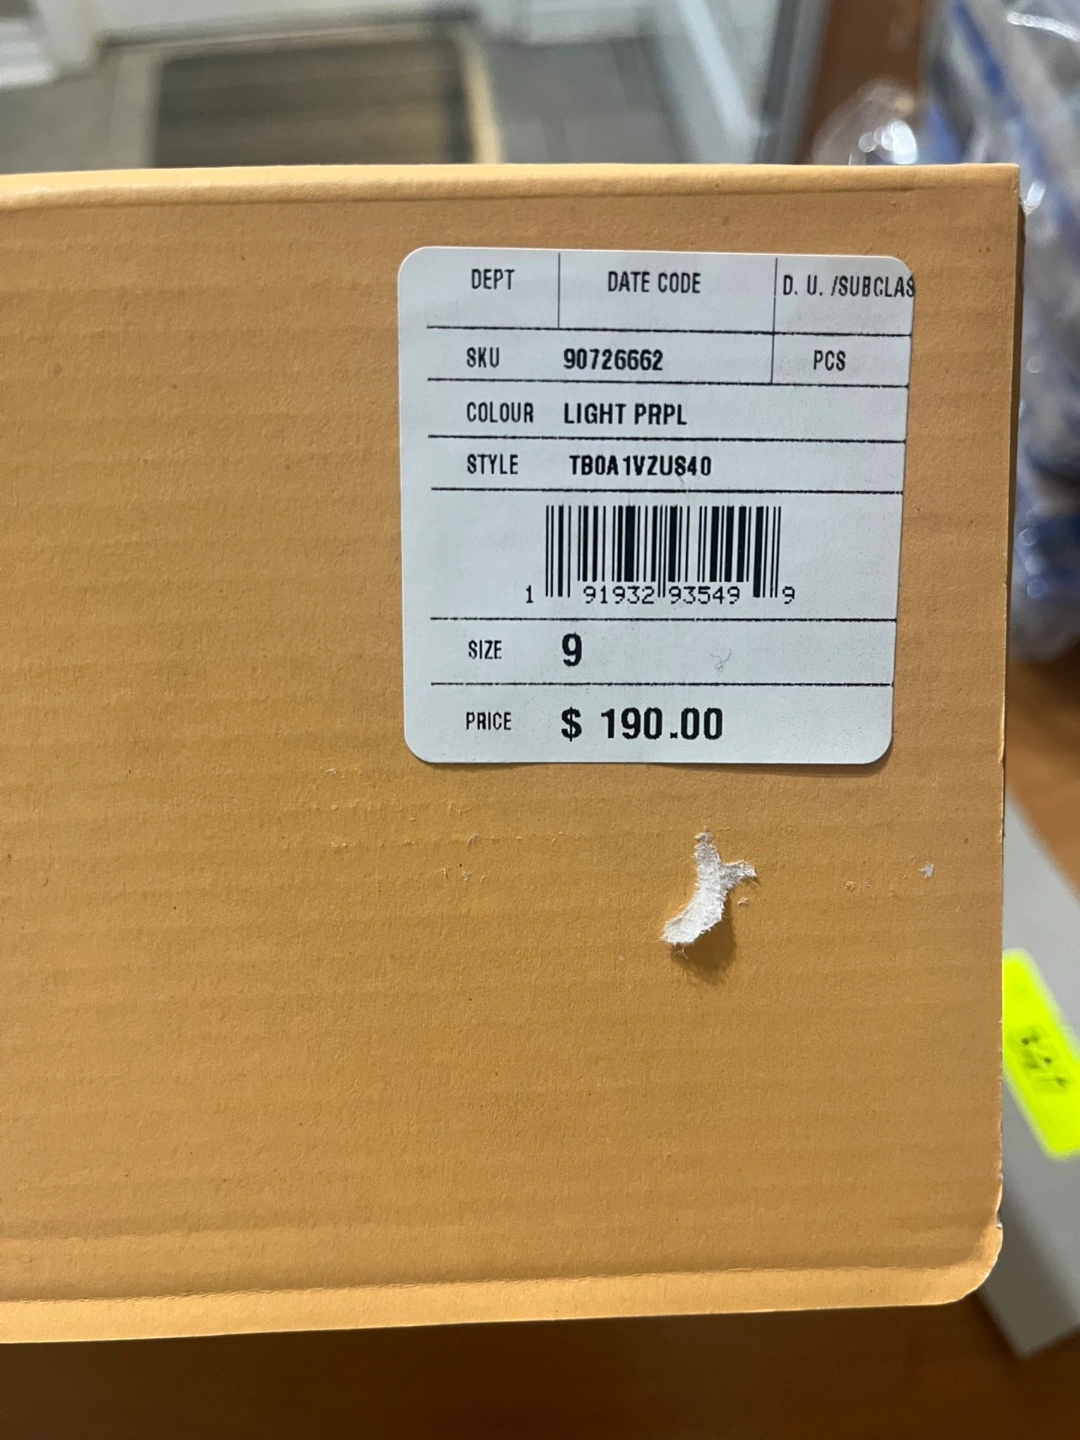 DEPT DATE CODE D. U. /SUBCLAS
SKU 90726662 PCS
COLOUR LIGHT PRPL
STYLE TB0A1VZUS40
1 91932 93549 9
SIZE 9
PRICE $ 190.00